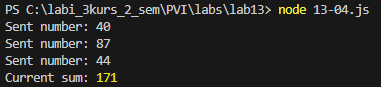 PS C:\labi_3kurs_2_sem\PVI\labs\lab13> node 13-04.js
Sent number: 40
Sent number: 87
Sent number: 44
Current sum: 171